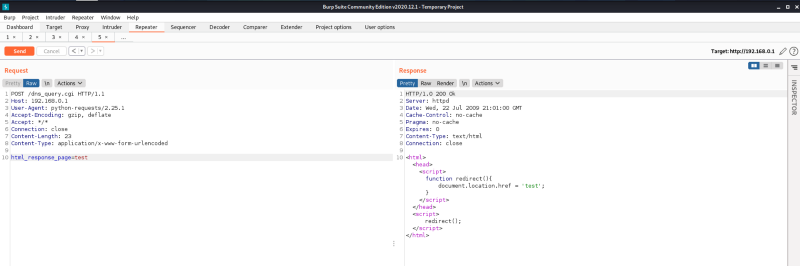 Burp Suite Community Edition v2020.12.1 - Temporary Project
Burp Project Intruder Repeater Window Help
Dashboard Target Proxy Intruder Repeater Sequencer Decoder Comparer Extender Project options User options
1 × 2 × 3 × 4 × 5 × ...
Send Cancel < > Target: http://192.168.0.1
Request
Pretty Raw \n Actions
1 POST /dns_query.cgi HTTP/1.1
2 Host: 192.168.0.1
3 User-Agent: python-requests/2.25.1
4 Accept-Encoding: gzip, deflate
5 Accept: */*
6 Connection: close
7 Content-Length: 23
8 Content-Type: application/x-www-form-urlencoded
9
10 html_response_page=test
Response
Pretty Raw Render \n Actions
1 HTTP/1.0 200 Ok
2 Server: httpd
3 Date: Wed, 22 Jul 2009 21:01:00 GMT
4 Cache-Control: no-cache
5 Pragma: no-cache
6 Expires: 0
7 Content-Type: text/html
8 Connection: close
9
10 <html>
<head>
<script>
function redirect(){
document.location.href = 'test';
}
</script>
</head>
<script>
redirect();
</script>
</html>
INSPECTOR